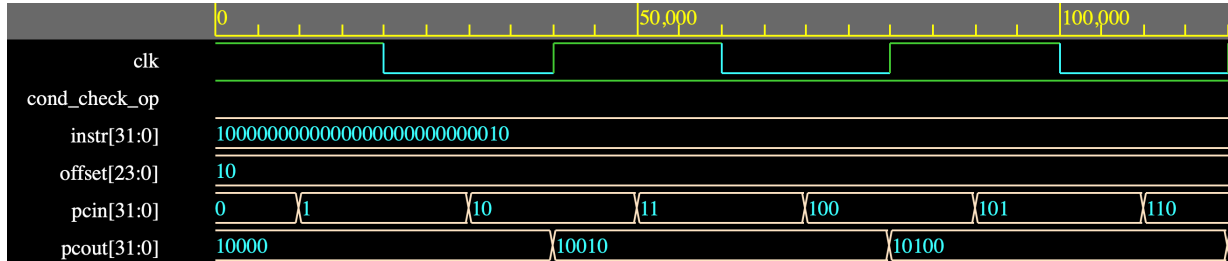 0 50,000 100,000
clk
cond_check_op
instr[31:0] 1000000000000000000000000010
offset[23:0] 10
pcin[31:0] 0 1 10 11 100 101 110
pcout[31:0] 10000 10010 10100